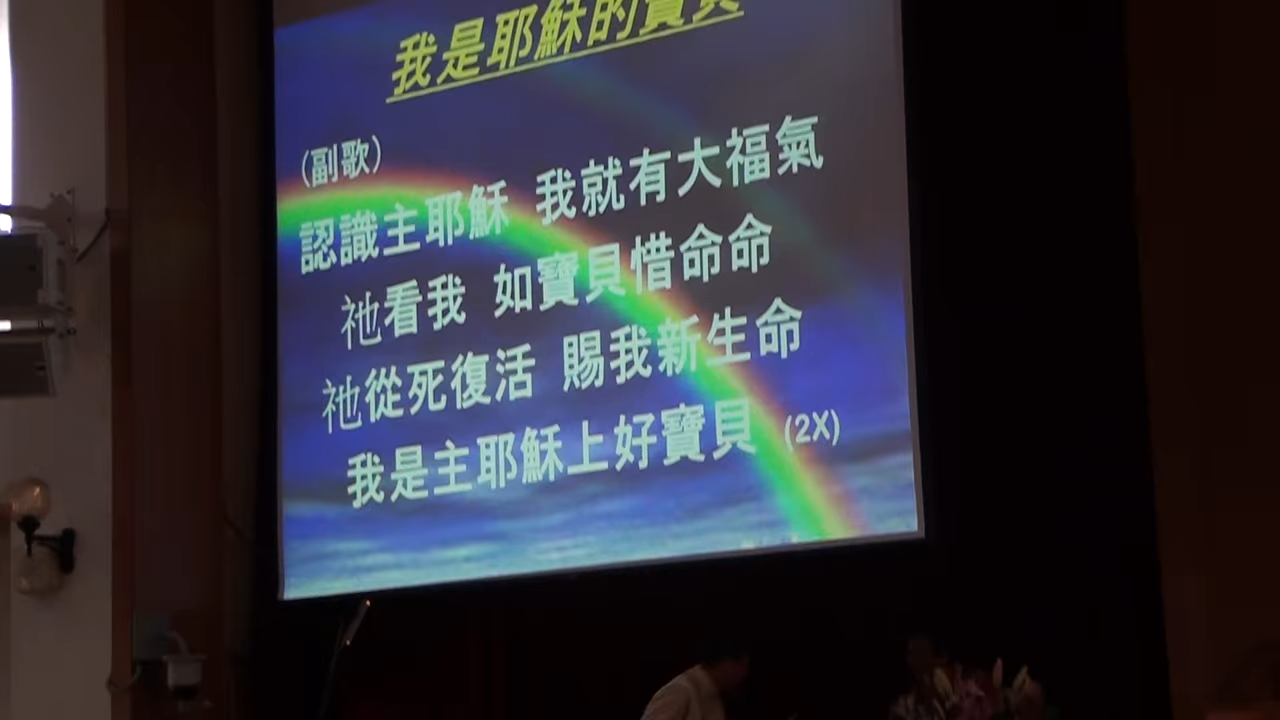 我是耶穌的寶貝
(副歌)
認識主耶穌 我就有大福氣
祂看我 如寶貝惜命命
祂從死復活 賜我新生命
我是主耶穌上好寶貝 (2X)